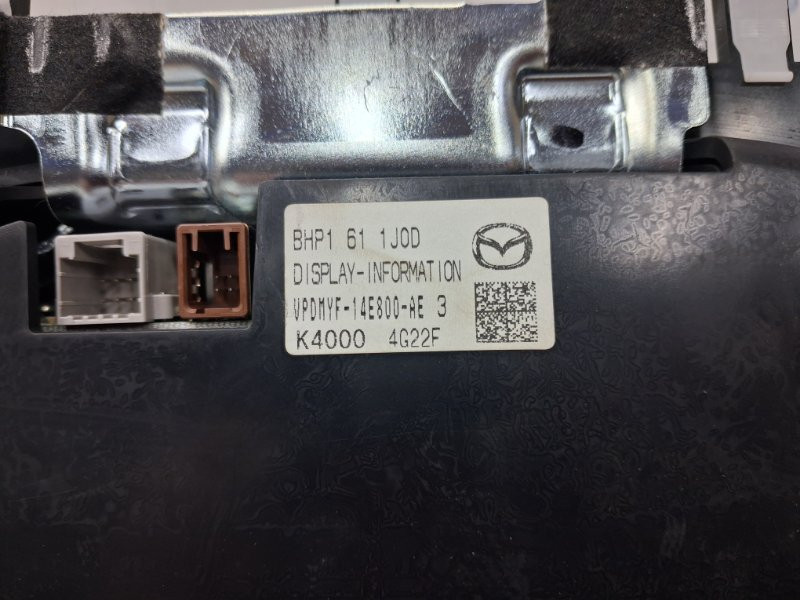 BHP1 61 1J0D
DISPLAY-INFORMATION
VPDMYF-14E800-AE 3
K4000 4G22F